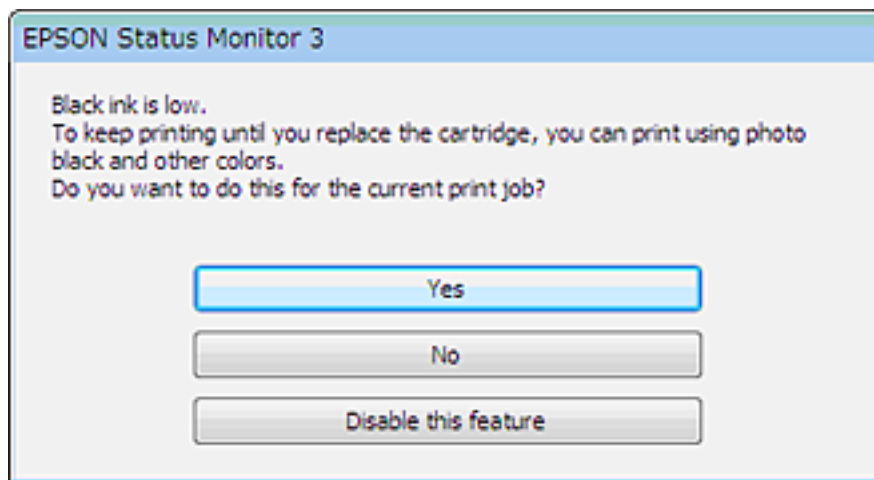 EPSON Status Monitor 3
Black ink is low.
To keep printing until you replace the cartridge, you can print using photo
black and other colors.
Do you want to do this for the current print job?
Yes
No
Disable this feature